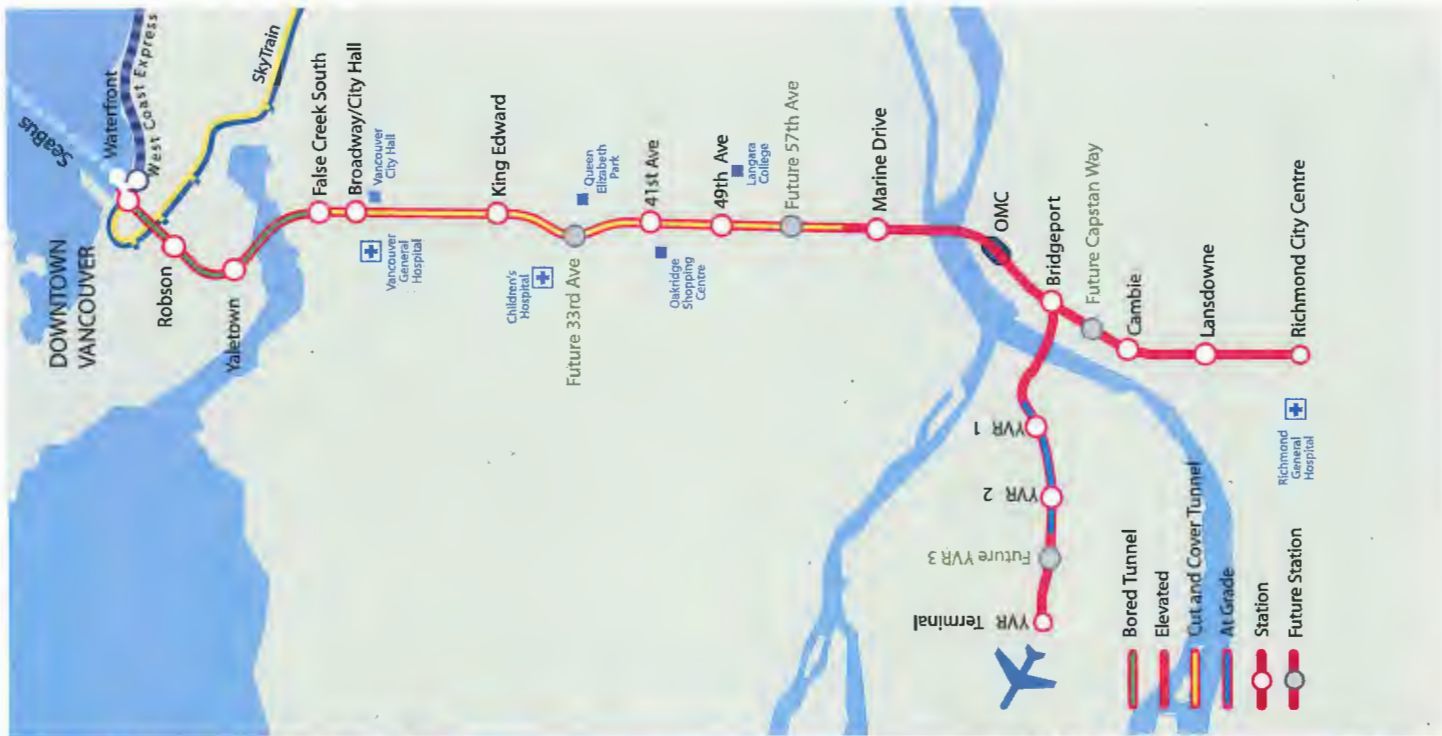 SeaBus
Waterfront
West Coast Express
SkyTrain
DOWNTOWN
VANCOUVER
Robson
Yaletown
False Creek South
Broadway/City Hall
Vancouver
City Hall
Vancouver
General
Hospital
King Edward
Queen
Elizabeth
Park
Children's
Hospital
Future 33rd Ave
41st Ave
Oakridge
Shopping
Centre
49th Ave
Langara
College
Future 57th Ave
Marine Drive
OMC
Bridgeport
Future Capstan Way
Cambie
Lansdowne
Richmond City Centre
Richmond
General
Hospital
YVR 1
YVR 2
Future YVR 3
YVR Terminal
Bored Tunnel
Elevated
Cut and Cover Tunnel
At Grade
Station
Future Station